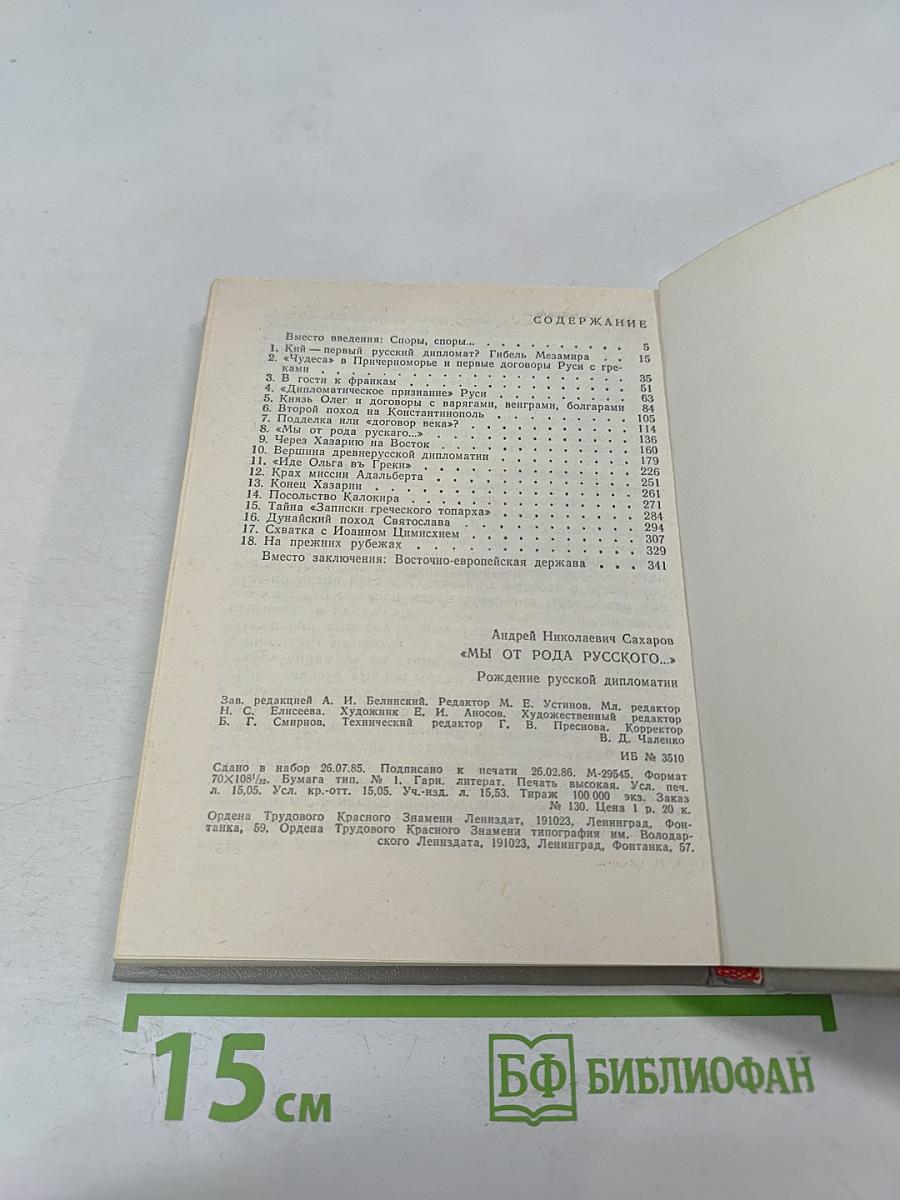 СОДЕРЖАНИЕ
Вместо введения: Споры, споры... . . . . . . . . . . 5
1. Кий — первый русский дипломат? Гибель Мезамира . . 15
2. «Чудеса» в Причерноморье и первые договоры Руси с гре-
ками . . . . . . . . . . . . . . . . 35
3. В гости к франкам . . . . . . . . . . . . 51
4. «Дипломатическое признание» Руси . . . . . . . 63
5. Князь Олег и договоры с варягами, венграми, болгарами 84
6. Второй поход на Константинополь . . . . . . . . 105
7. Подделка или «договор века»? . . . . . . . . . 114
8. «Мы от рода рускаго...» . . . . . . . . . . . 136
9. Через Хазарию на Восток . . . . . . . . . . . 160
10. Вершина древнерусской дипломатии . . . . . . . 179
11. «Иде Ольга въ Греки» . . . . . . . . . . . . 226
12. Крах миссии Адальберта . . . . . . . . . . . 251
13. Конец Хазарии . . . . . . . . . . . . . . 261
14. Посольство Калокира . . . . . . . . . . . . 271
15. Тайна «Записки греческого топарха» . . . . . . . 284
16. Дунайский поход Святослава . . . . . . . . . . 294
17. Схватка с Иоанном Цимисхием . . . . . . . . . 307
18. На прежних рубежах . . . . . . . . . . . . 329
Вместо заключения: Восточно-европейская держава . . . 341
Андрей Николаевич Сахаров
«МЫ ОТ РОДА РУССКОГО...»
Рождение русской дипломатии
Зав. редакцией А. И. Белинский. Редактор М. Е. Устинов. Мл. редактор
Н. С. Елисеева. Художник Е. И. Аносов. Художественный редактор
Б. Г. Смирнов. Технический редактор Г. В. Преснова. Корректор
В. Д. Чаленко
ИБ № 3510
Сдано в набор 26.07.85. Подписано к печати 26.02.86. М-29545. Формат
70×108¹/₃₂. Бумага тип. № 1. Гарн. литерат. Печать высокая. Усл. печ.
л. 15,05. Усл. кр.-отт. 15,05. Уч.-изд. л. 15,53. Тираж 100 000 экз. Заказ
№ 130. Цена 1 р. 20 к.
Ордена Трудового Красного Знамени Лениздат, 191023, Ленинград, Фон-
танка, 59. Ордена Трудового Красного Знамени типография им. Володар-
ского Лениздата, 191023, Ленинград, Фонтанка, 57.
15 см
БФ БИБЛИОФАН